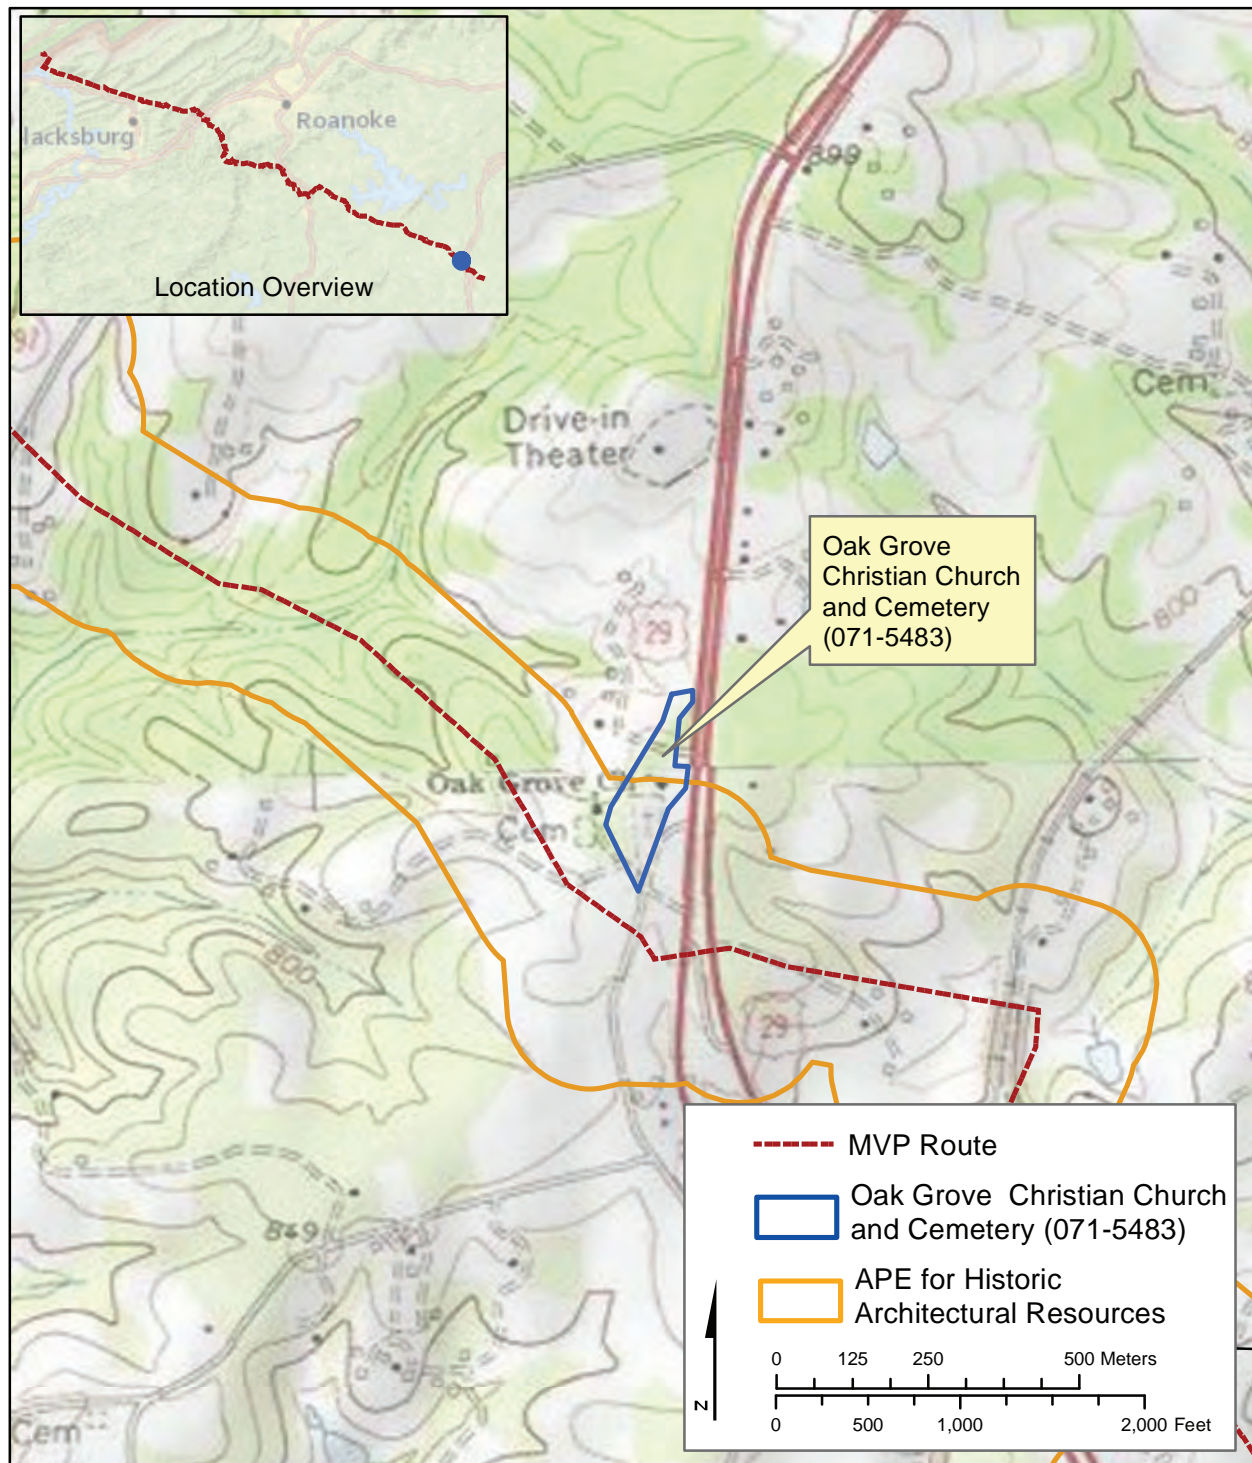 lacksburg
Roanoke
Location Overview
899
Cem
Drive-in
Theater
Oak Grove
Christian Church
and Cemetery
(071-5483)
800
29
Oak Grove Ch
Cem
800
29
849
Cem
MVP Route
Oak Grove Christian Church
and Cemetery (071-5483)
APE for Historic
Architectural Resources
0 125 250 500 Meters
0 500 1,000 2,000 Feet
N